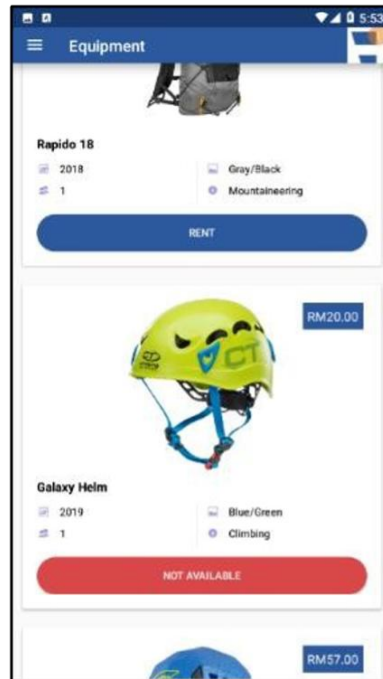 5:53
Equipment
Rapido 18
2018 Gray/Black
1 Mountaineering
RENT
RM20.00
CT
Galaxy Helm
2019 Blue/Green
1 Climbing
NOT AVAILABLE
RM57.00